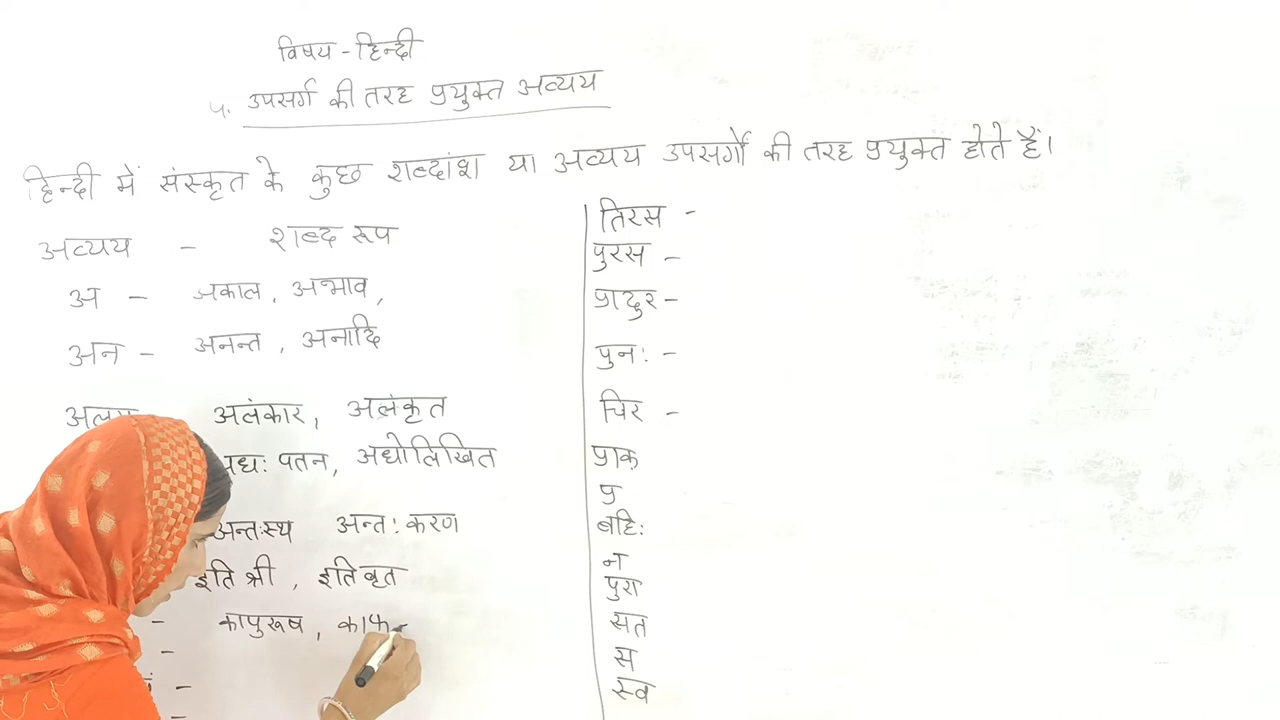 विषय - हिन्दी
५. उपसर्ग की तरह प्रयुक्त अव्यय
हिन्दी में संस्कृत के कुछ शब्दांश या अव्यय उपसर्गों की तरह प्रयुक्त होते हैं।
अव्यय - शब्द रूप
अ - अकाल, अभाव,
अन - अनन्त, अनादि
अलंकार, अलंकृत
अधः पतन, अधोलिखित
अन्तःस्थ अन्तः करण
इति श्री, इतिवृत
- कापुरूष, काफ
-
-
-
तिरस -
पुरस -
प्रादुर -
पुनः -
चिर -
प्राक
प्र
बहिः
न
पुरा
सत
स
स्व